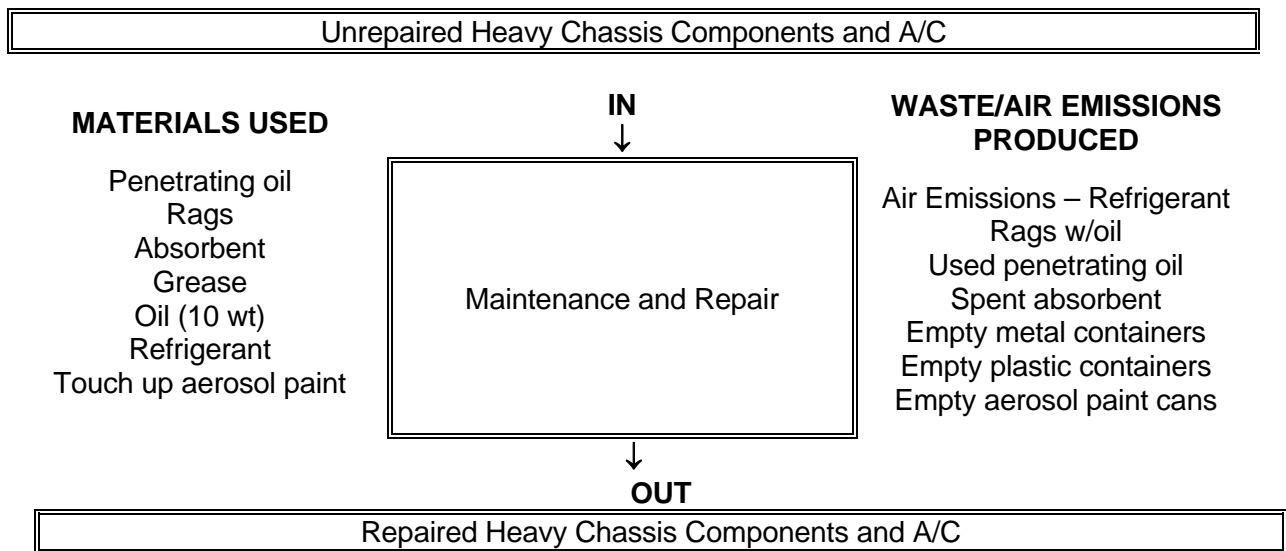 Unrepaired Heavy Chassis Components and A/C
MATERIALS USED
Penetrating oil
Rags
Absorbent
Grease
Oil (10 wt)
Refrigerant
Touch up aerosol paint
IN
↓
Maintenance and Repair
↓
OUT
WASTE/AIR EMISSIONS
PRODUCED
Air Emissions – Refrigerant
Rags w/oil
Used penetrating oil
Spent absorbent
Empty metal containers
Empty plastic containers
Empty aerosol paint cans
Repaired Heavy Chassis Components and A/C